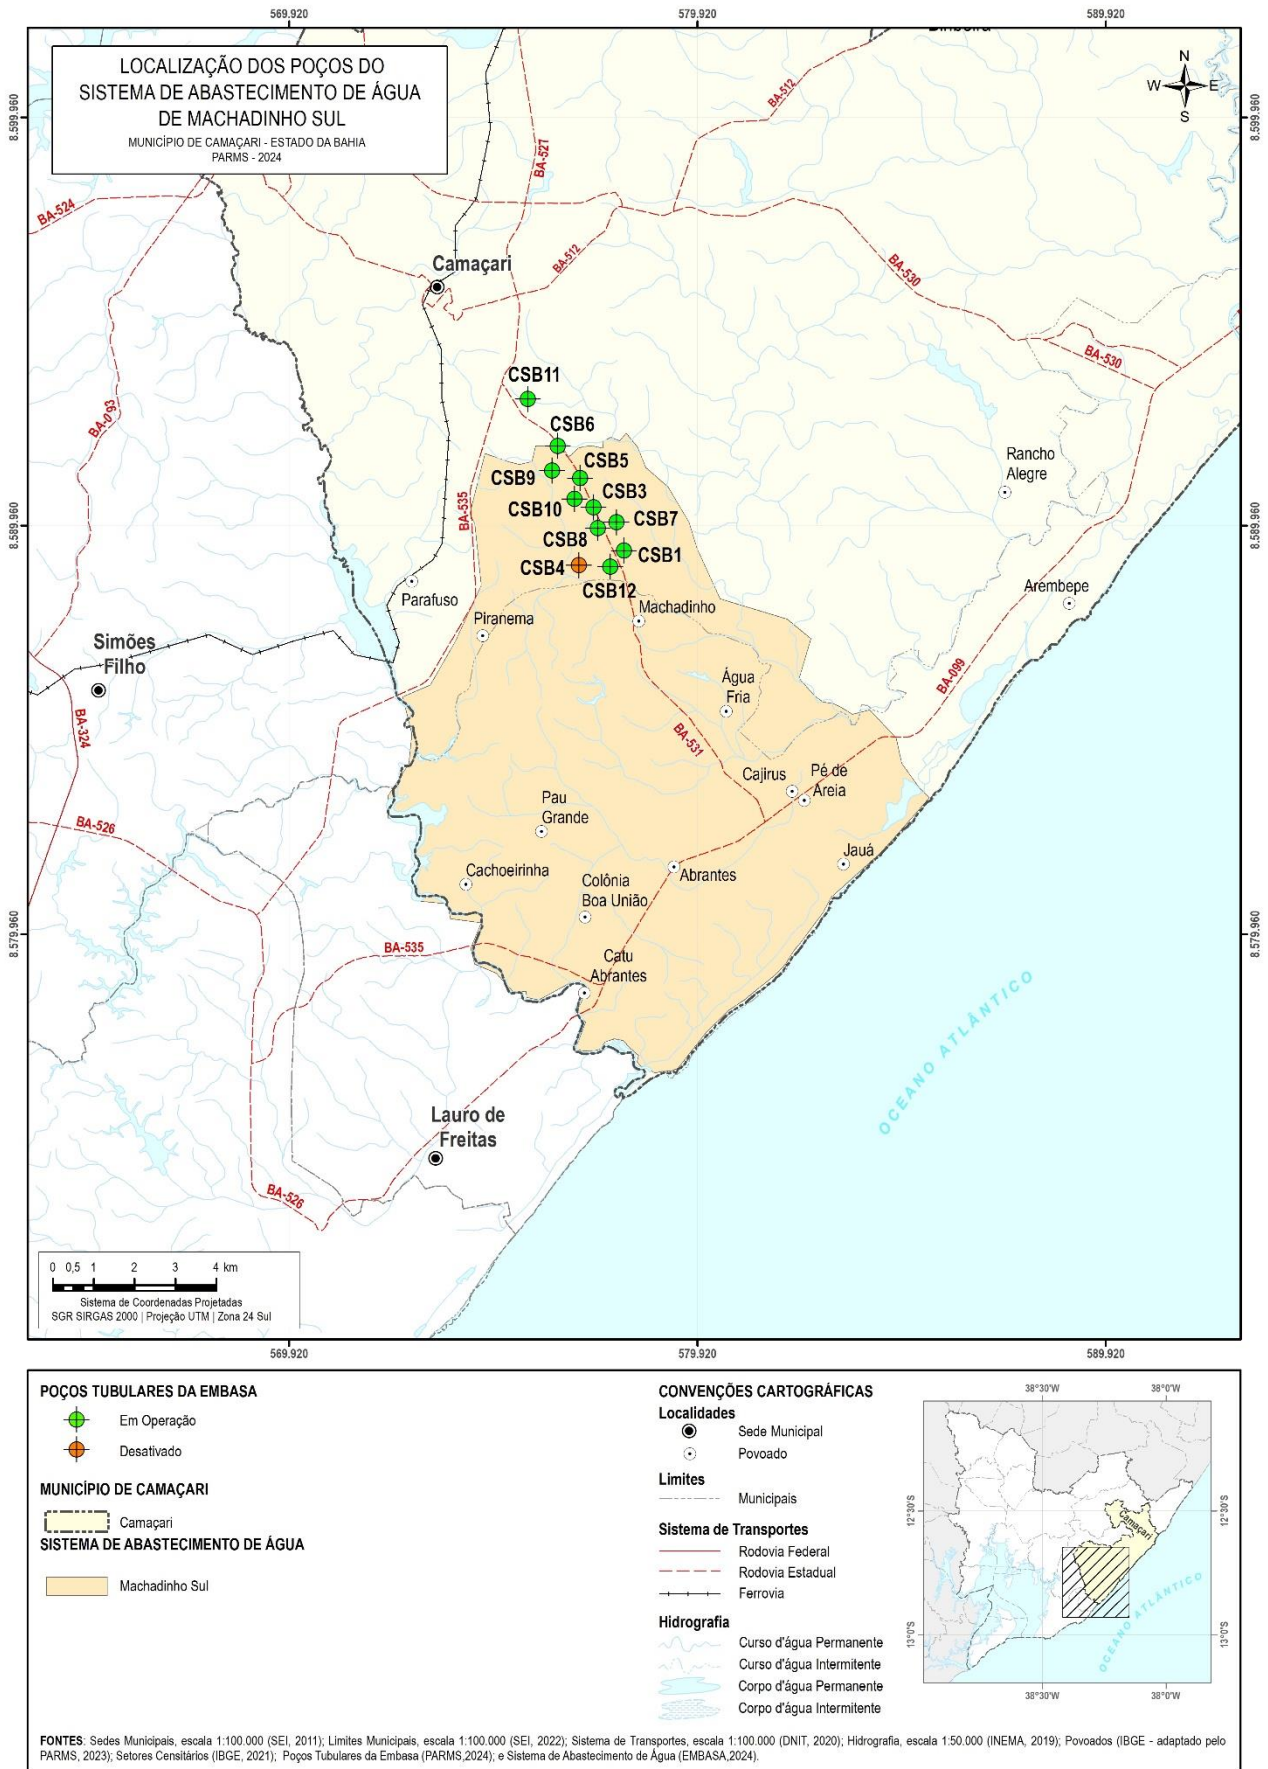 569.920
579.920
589.920
LOCALIZAÇÃO DOS POÇOS DO
SISTEMA DE ABASTECIMENTO DE ÁGUA
DE MACHADINHO SUL
MUNICÍPIO DE CAMAÇARI - ESTADO DA BAHIA
PARMS - 2024
N
W
E
S
8.599.960
8.599.960
BA-512
BA-527
BA-524
Camaçari
BA-512
BA-530
BA-530
BA-093
CSB11
CSB6
CSB5
CSB9
CSB3
CSB10
CSB7
CSB8
CSB1
CSB4
CSB12
BA-535
Rancho
Alegre
8.589.960
8.589.960
Parafuso
Arembepe
Machadinho
Piranema
Simões
Filho
Água
Fria
BA-099
BA-324
BA-531
Cajirus
Pé de
Areia
Pau
Grande
BA-526
Jauá
Cachoeirinha
Abrantes
Colônia
Boa União
8.579.960
8.579.960
BA-535
Catu
Abrantes
OCEANO ATLÂNTICO
Lauro de
Freitas
BA-526
0 0,5 1 2 3 4 km
Sistema de Coordenadas Projetadas
SGR SIRGAS 2000 | Projeção UTM | Zona 24 Sul
569.920
579.920
589.920
POÇOS TUBULARES DA EMBASA
Em Operação
Desativado
MUNICÍPIO DE CAMAÇARI
Camaçari
SISTEMA DE ABASTECIMENTO DE ÁGUA
Machadinho Sul
CONVENÇÕES CARTOGRÁFICAS
Localidades
Sede Municipal
Povoado
Limites
Municipais
Sistema de Transportes
Rodovia Federal
Rodovia Estadual
Ferrovia
Hidrografia
Curso d'água Permanente
Curso d'água Intermitente
Corpo d'água Permanente
Corpo d'água Intermitente
38°30'W
38°0'W
12°30'S
12°30'S
Camaçari
OCEANO ATLÂNTICO
13°0'S
13°0'S
38°30'W
38°0'W
FONTES: Sedes Municipais, escala 1:100.000 (SEI, 2011); Limites Municipais, escala 1:100.000 (SEI, 2022); Sistema de Transportes, escala 1:100.000 (DNIT, 2020); Hidrografia, escala 1:50.000 (INEMA, 2019); Povoados (IBGE - adaptado pelo
PARMS, 2023); Setores Censitários (IBGE, 2021); Poços Tubulares da Embasa (PARMS,2024); e Sistema de Abastecimento de Água (EMBASA,2024).